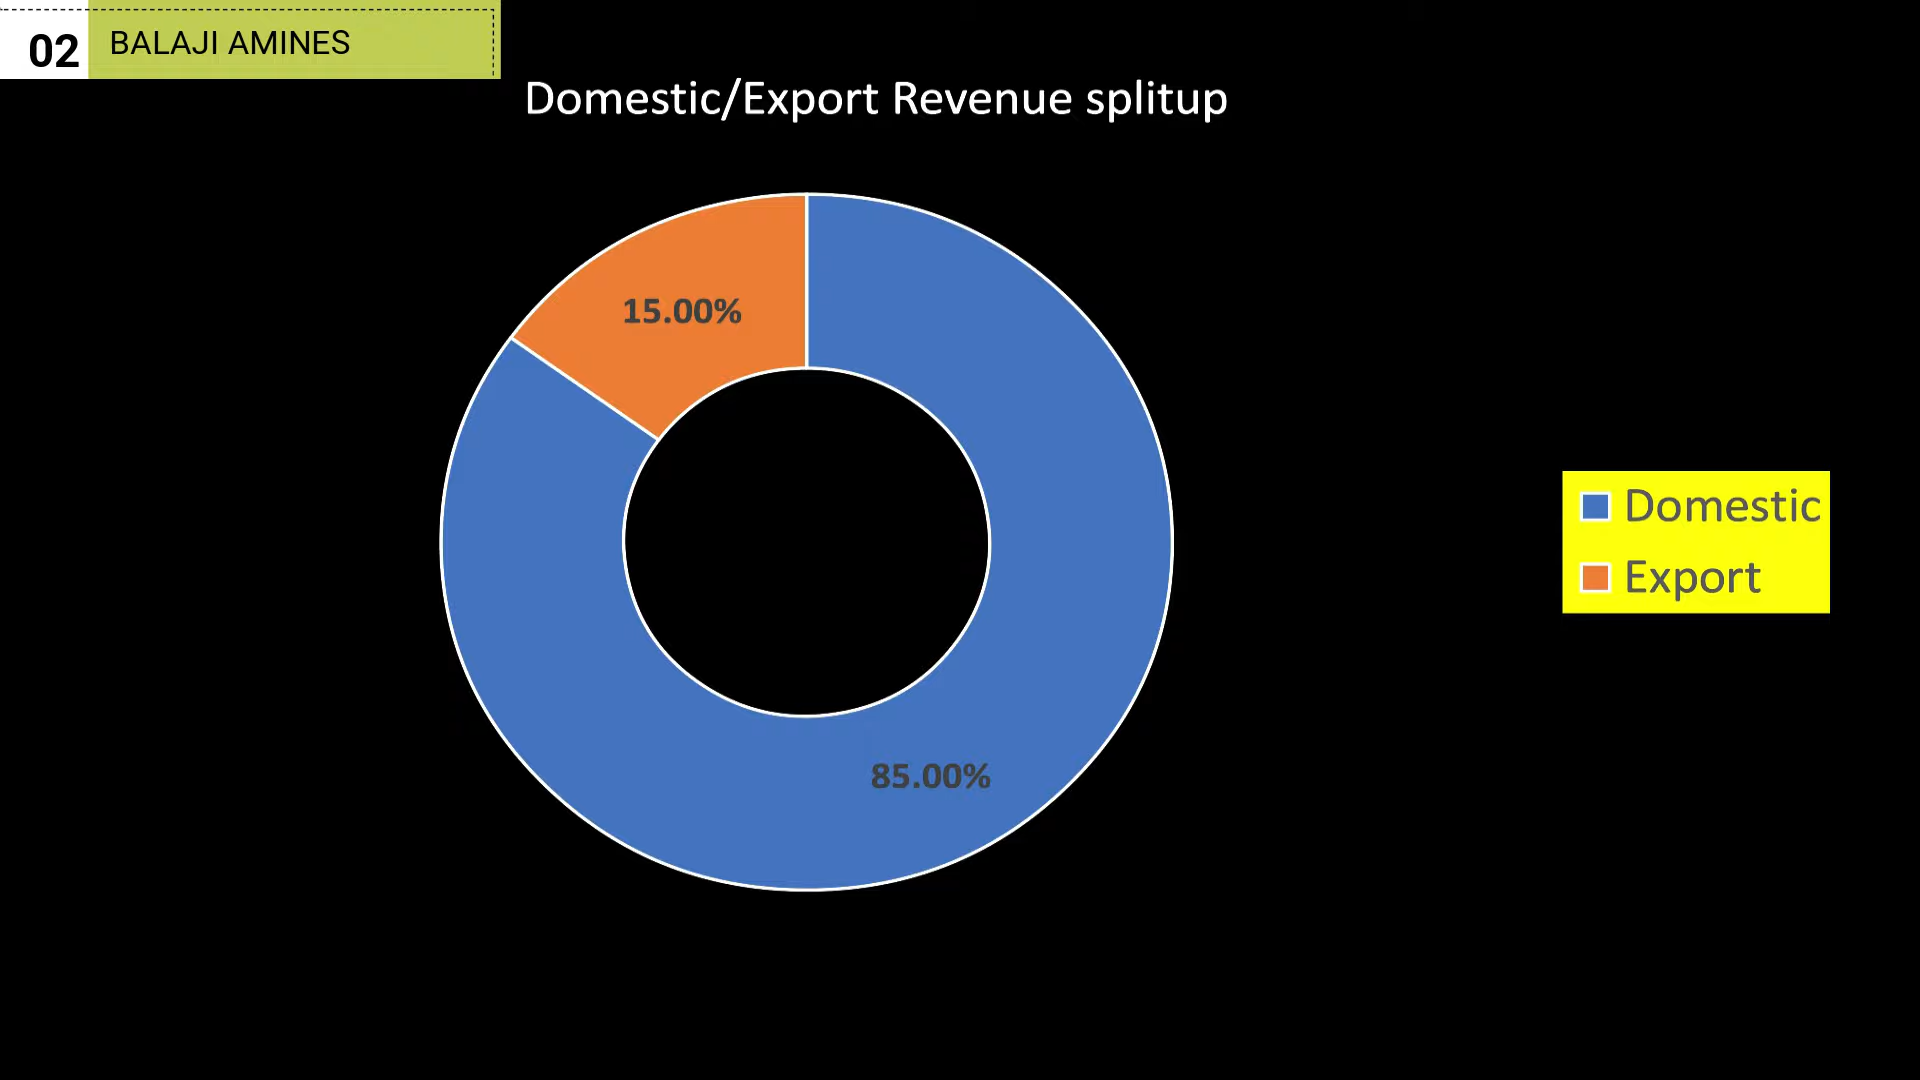 02
BALAJI AMINES
Domestic/Export Revenue splitup
15.00%
Domestic
Export
85.00%